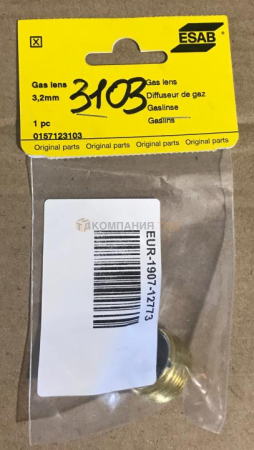 ESAB
Gas lens
3,2mm
1 pc
0157123103
3103
Gas lens
Diffuseur de gaz
Gaslinse
Gaslins
Original parts Original parts Original parts Original parts
КОМПАНИЯ
EUR-1907-12773